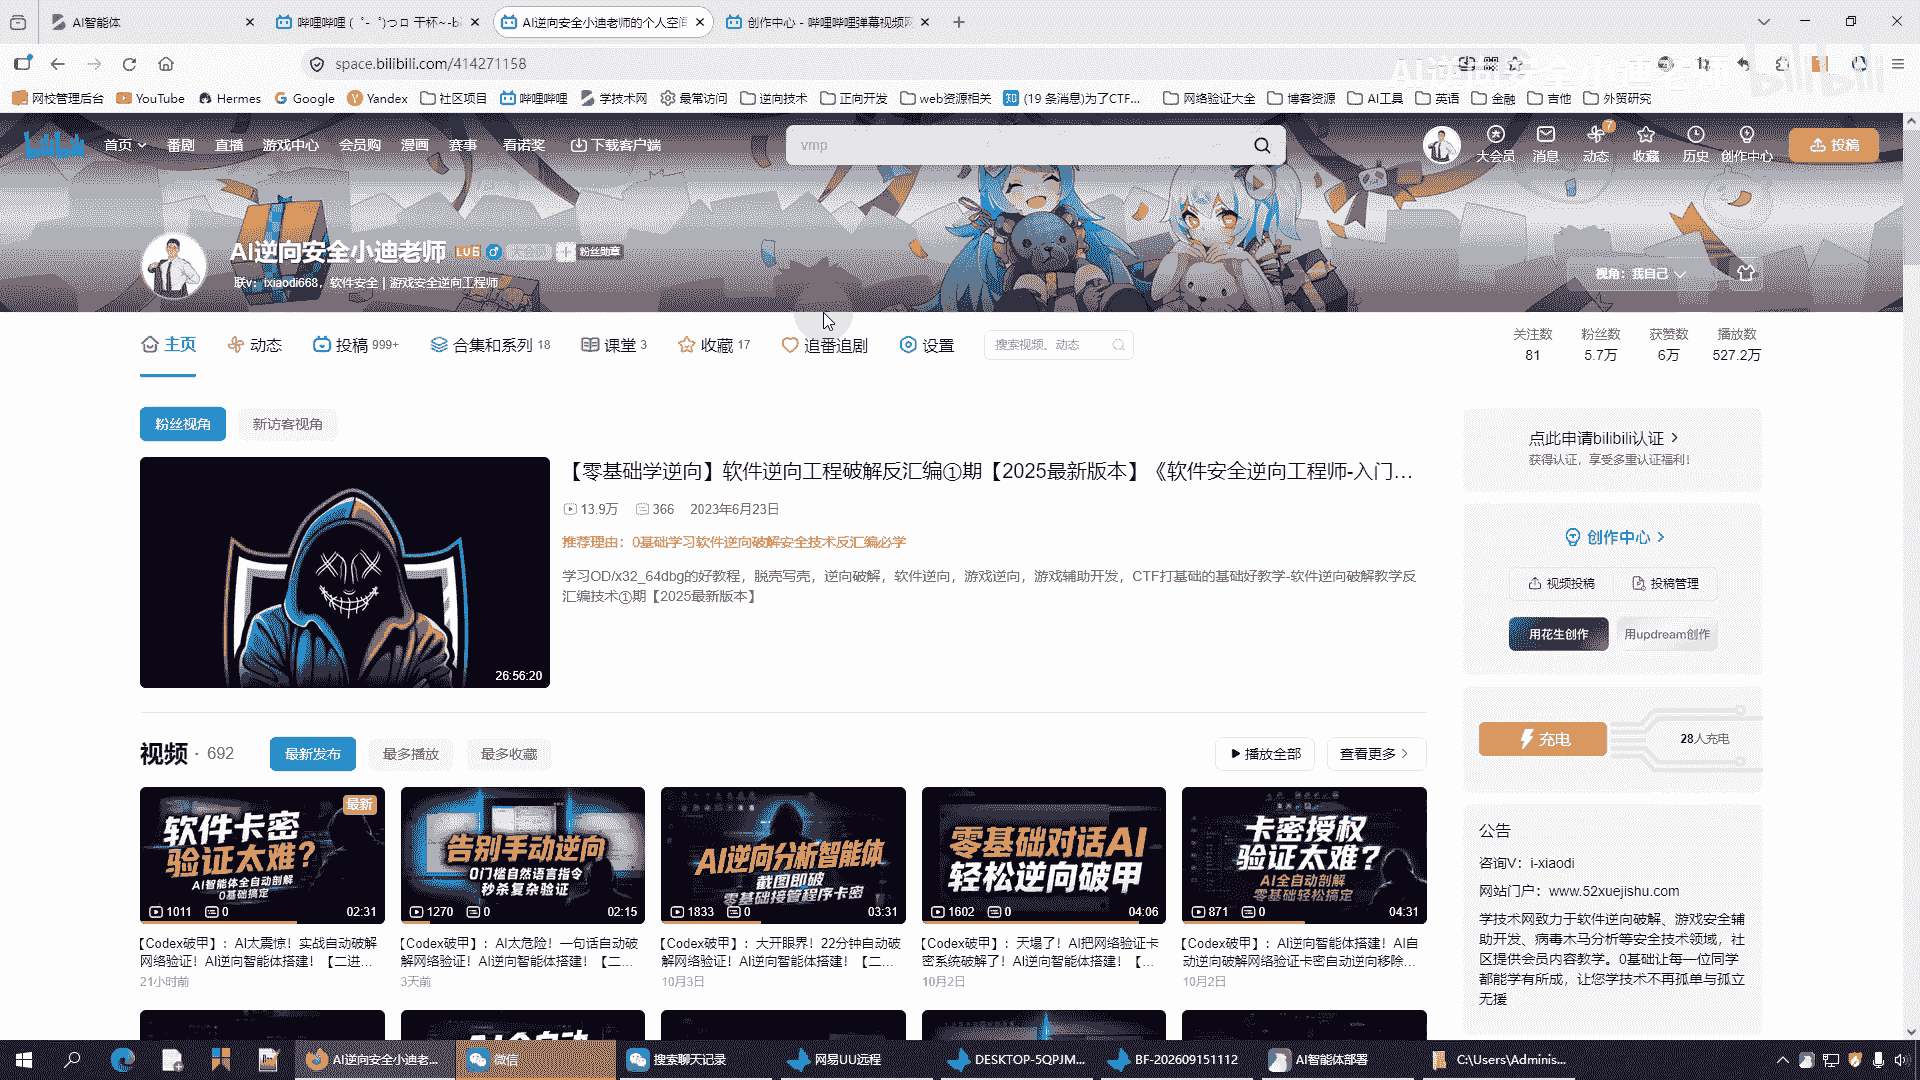 AI智能体
哔哩哔哩 ( ゜- ゜)つロ 干杯~-bi
AI逆向安全小迪老师的个人空间
创作中心 - 哔哩哔哩弹幕视频网
space.bilibili.com/414271158
AI逆向安全小迪老师 bilibili
网校管理后台 YouTube Hermes Google Yandex 社区项目 哔哩哔哩 学技术网 最常访问 逆向技术 正向开发 web资源相关 (19 条消息)为了CTF... 网络验证大全 博客资源 AI工具 英语 金融 吉他 外贸研究
首页 番剧 直播 游戏中心 会员购 漫画 赛事 看诺奖 下载客户端
vmp
大会员 消息 7 动态 收藏 历史 创作中心 投稿
AI逆向安全小迪老师 LV6 粉丝勋章
联v：ixiaodi668，软件安全 | 游戏安全逆向工程师
视角：我自己
主页 动态 投稿 999+ 合集和系列 18 课堂 3 收藏 17 追番追剧 设置
搜索视频、动态
关注数 粉丝数 获赞数 播放数
81 5.7万 6万 527.2万
粉丝视角 新访客视角
【零基础学逆向】软件逆向工程破解反汇编①期【2025最新版本】《软件安全逆向工程师-入门...
13.9万 366 2023年6月23日
推荐理由：0基础学习软件逆向破解安全技术反汇编必学
学习OD/x32_64dbg的好教程，脱壳写壳，逆向破解，软件逆向，游戏逆向，游戏辅助开发，CTF打基础的基础好教学-软件逆向破解教学反
汇编技术①期【2025最新版本】
26:56:20
点此申请bilibili认证
获得认证，享受多重认证福利！
创作中心
视频投稿 投稿管理
用花生创作 用updream创作
充电 28人充电
公告
咨询V：i-xiaodi
网站门户：www.52xuejishu.com
学技术网致力于软件逆向破解、游戏安全辅
助开发、病毒木马分析等安全技术领域，社
区提供会员内容教学。0基础让每一位同学
都能学有所成，让您学技术不再孤单与孤立
无援
视频 · 692 最新发布 最多播放 最多收藏 播放全部 查看更多
最新
软件卡密
验证太难？
AI智能体全自动剖解
0基础搞定
1011 0 02:31
【Codex破甲】：AI太震惊！实战自动破解
网络验证！AI逆向智能体搭建！【二进...
21小时前
告别手动逆向
0门槛自然语言指令
秒杀复杂验证
1270 0 02:15
【Codex破甲】：AI太危险！一句话自动破
解网络验证！AI逆向智能体搭建！【二...
3天前
AI逆向分析智能体
截图即破
零基础接管程序卡密
1833 0 03:31
【Codex破甲】：大开眼界！22分钟自动破
解网络验证！AI逆向智能体搭建！【二...
10月3日
零基础对话AI
轻松逆向破甲
1602 0 04:06
【Codex破甲】：天塌了！AI把网络验证卡
密系统破解了！AI逆向智能体搭建！【...
10月2日
卡密授权
验证太难？
AI全自动剖解
零基础轻松搞定
871 0 04:31
【Codex破甲】：AI逆向智能体搭建！AI自
动逆向破解网络验证卡密自动逆向移除...
10月2日
AI逆向安全小迪老... 微信 搜索聊天记录 网易UU远程 DESKTOP-5QPJM... BF-202609151112 AI智能体部署 C:\Users\Adminis...